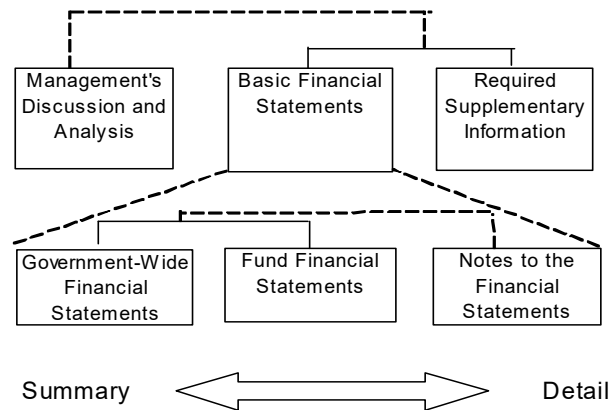 Management's
Discussion and
Analysis
Basic Financial
Statements
Required
Supplementary
Information
Government-Wide
Financial
Statements
Fund Financial
Statements
Notes to the
Financial
Statements
Summary
Detail